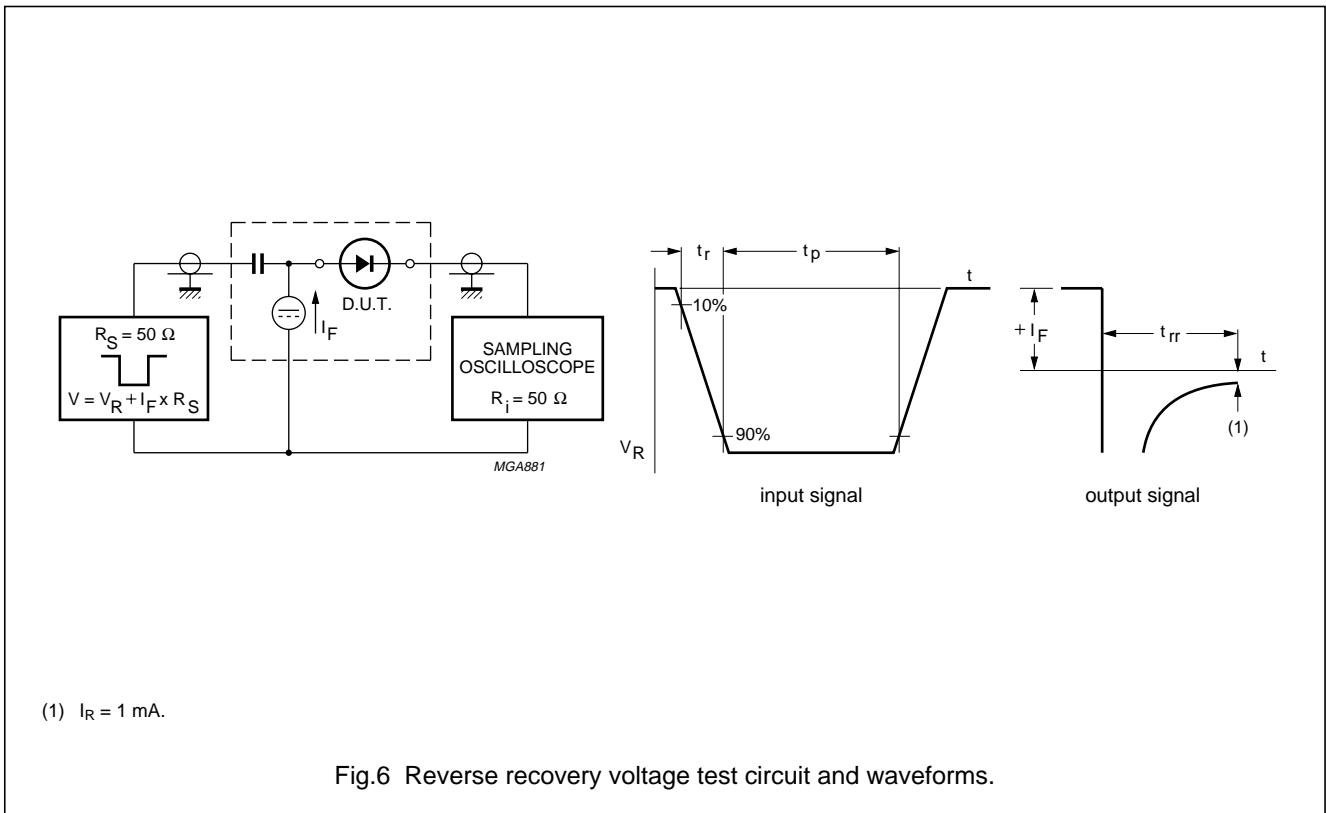 R_S = 50 Ω
V = V_R + I_F x R_S
I_F
D.U.T.
SAMPLING
OSCILLOSCOPE
R_i = 50 Ω
MGA881
t_r
t_p
t
10%
90%
V_R
input signal
+ I_F
t_rr
t
(1)
output signal
(1) I_R = 1 mA.
Fig.6 Reverse recovery voltage test circuit and waveforms.